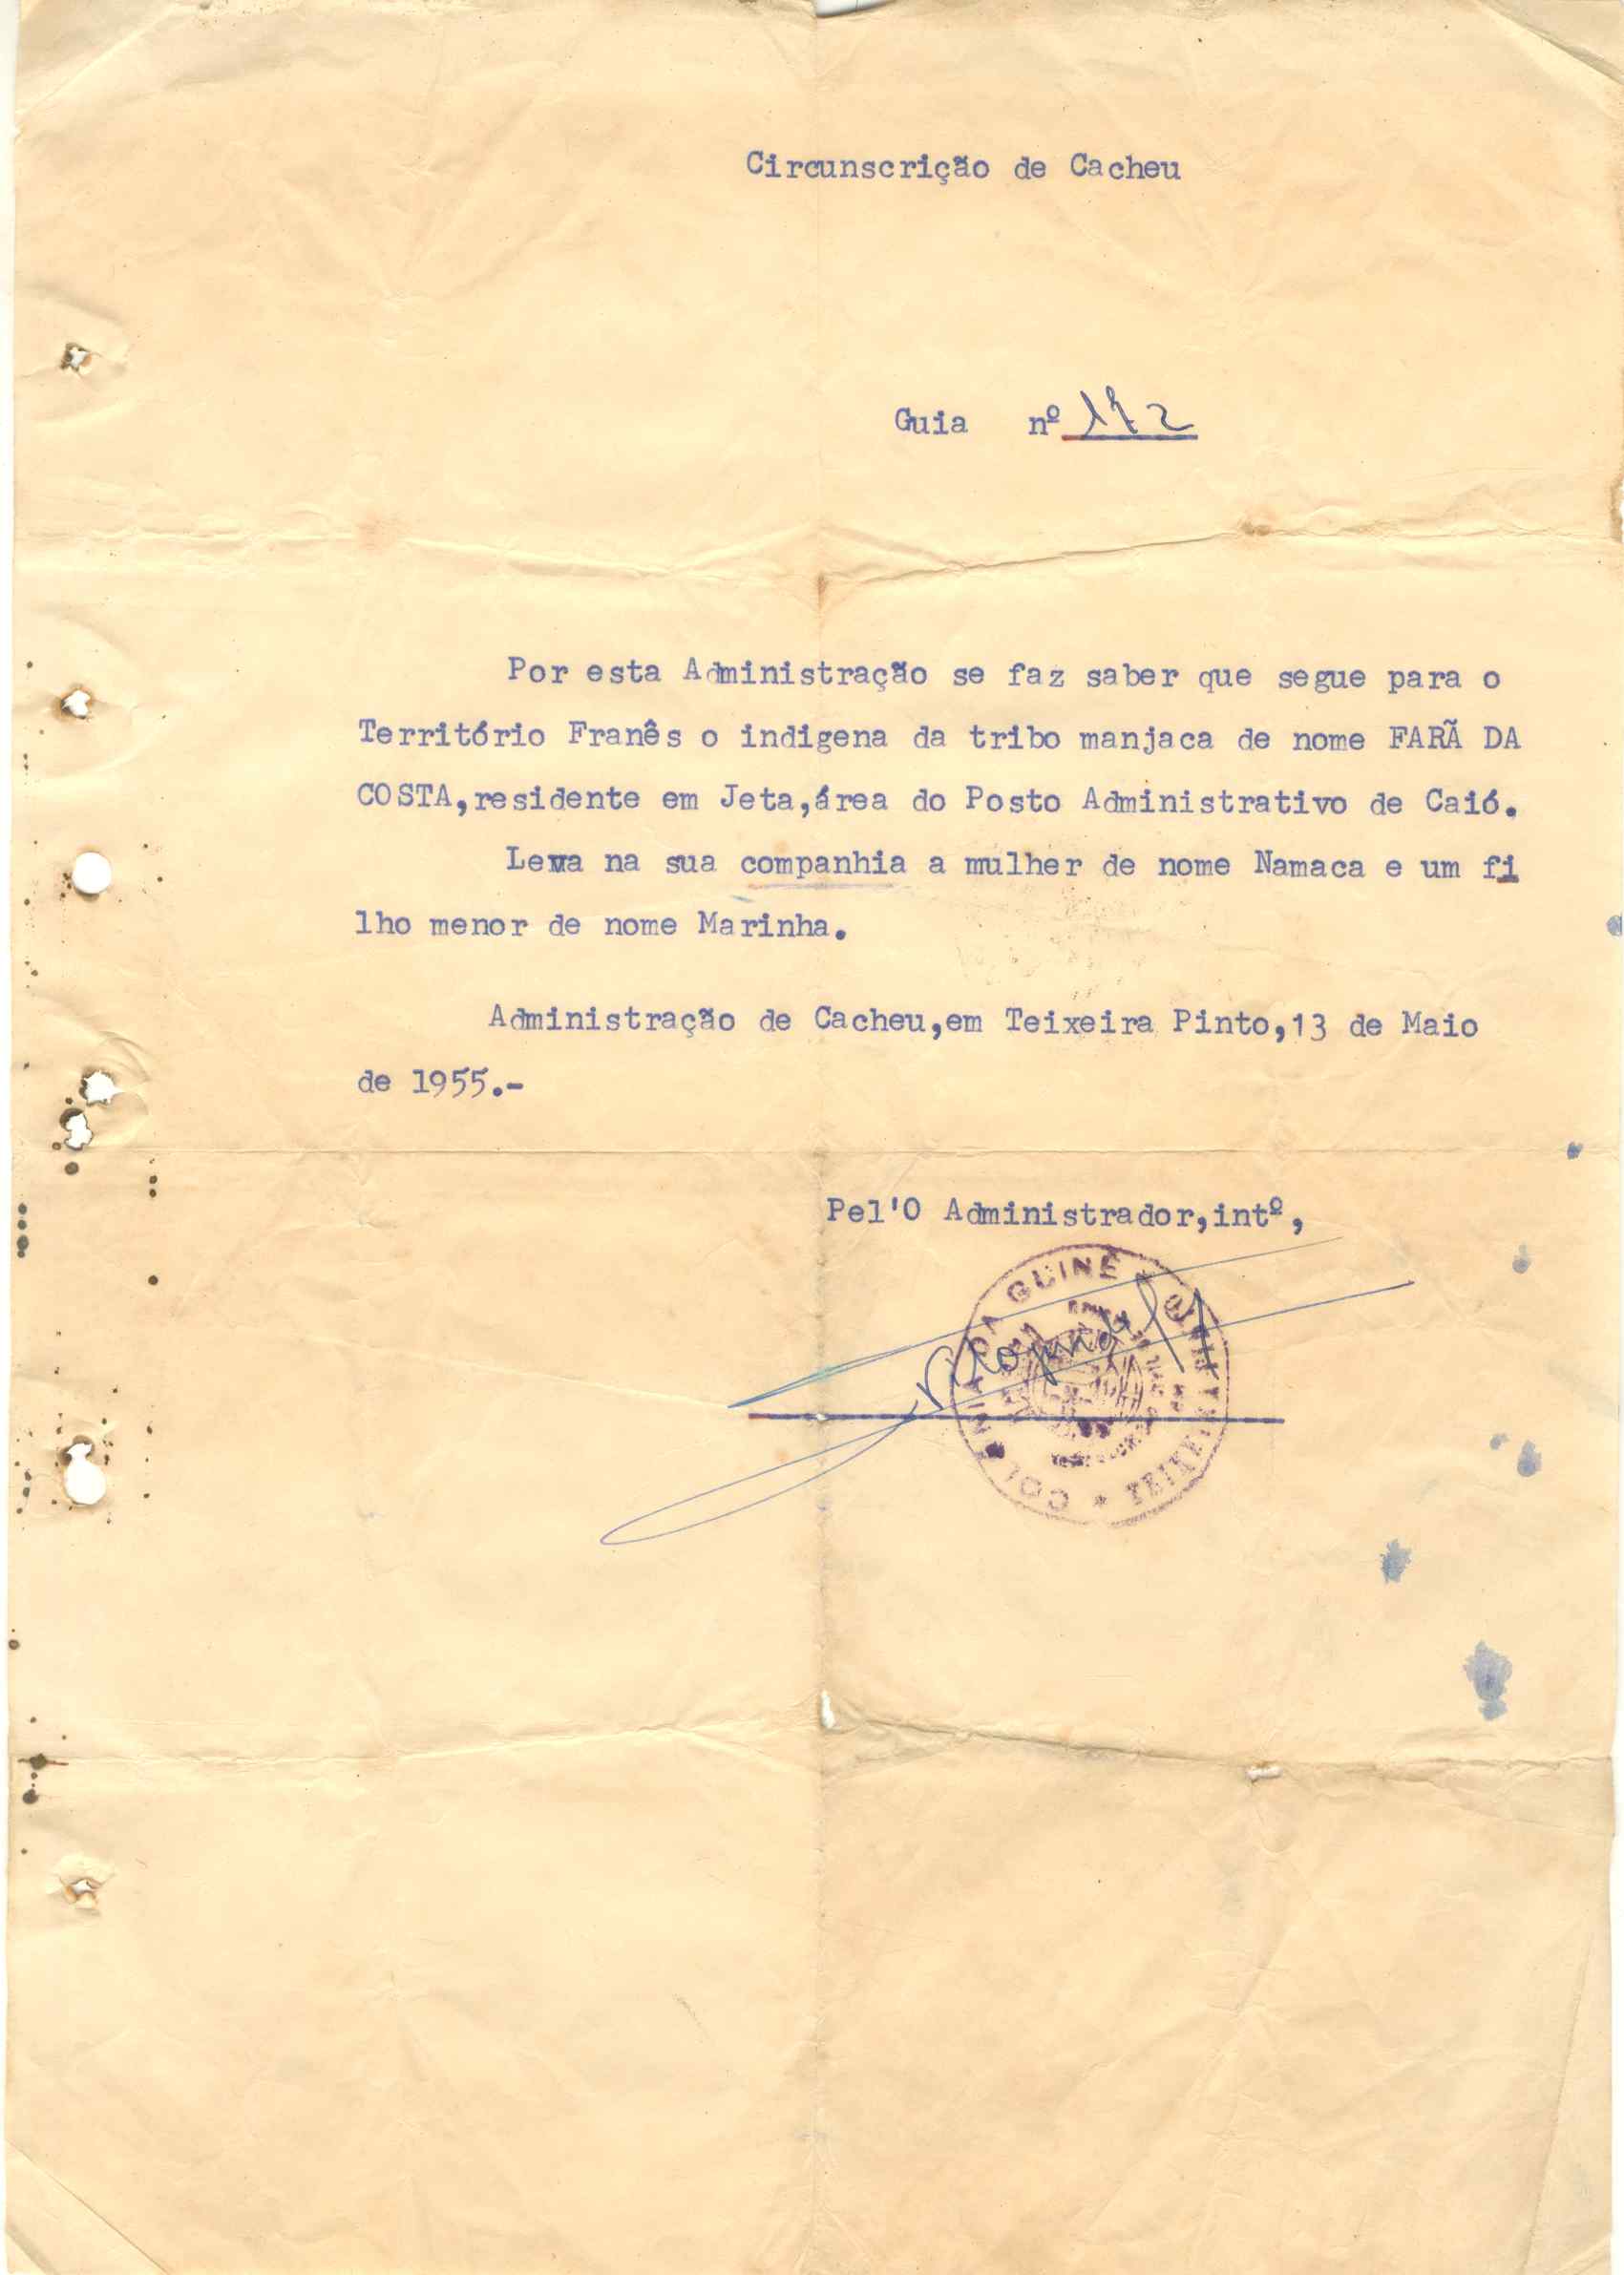 Circunscrição de Cacheu
Guia nº 172
Por esta Administração se faz saber que segue para o
Território Franês o indigena da tribo manjaca de nome FARÃ DA
COSTA,residente em Jeta,área do Posto Administrativo de Caió.
Leva na sua companhia a mulher de nome Namaca e um fi
lho menor de nome Marinha.
Administração de Cacheu,em Teixeira Pinto,13 de Maio
de 1955.-
Pel'O Administrador,intº,
COLONIA DA GUINÉ